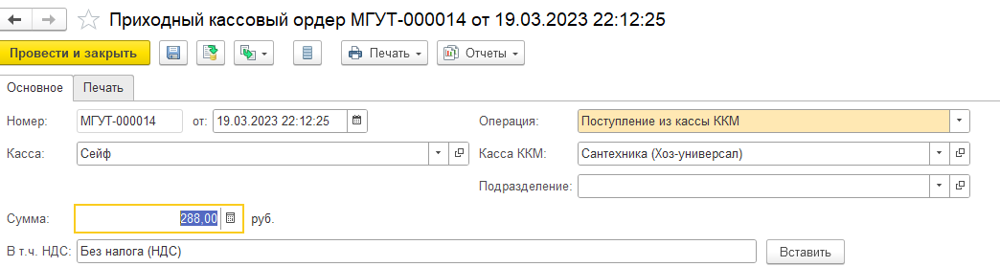 Приходный кассовый ордер МГУТ-000014 от 19.03.2023 22:12:25
Провести и закрыть Печать Отчеты
Основное Печать
Номер: МГУТ-000014 от: 19.03.2023 22:12:25 Операция: Поступление из кассы ККМ
Касса: Сейф Касса ККМ: Сантехника (Хоз-универсал)
Подразделение:
Сумма: 288,00 руб.
В т.ч. НДС: Без налога (НДС) Вставить